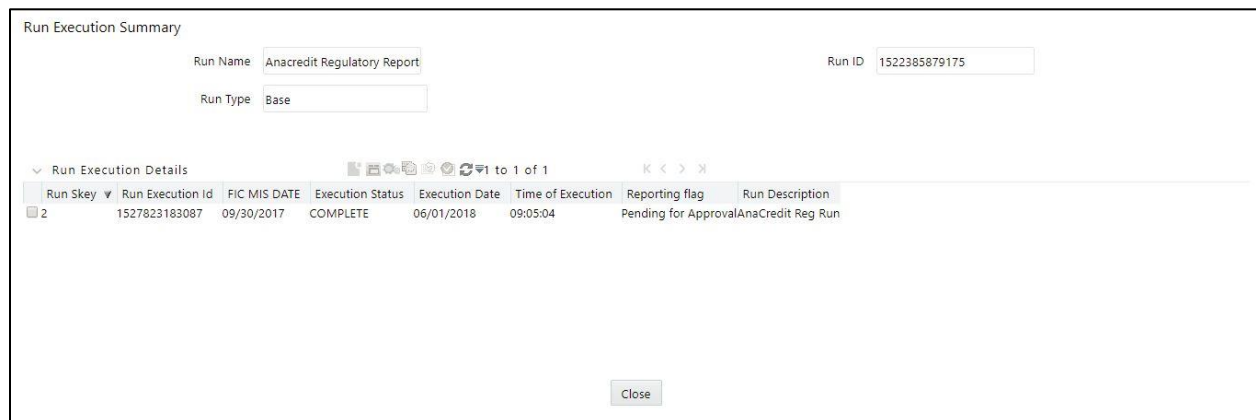 Run Execution Summary
Run Name Anacredit Regulatory Report Run ID 1522385879175
Run Type Base
Run Execution Details 1 to 1 of 1
Run Skey Run Execution Id FIC MIS DATE Execution Status Execution Date Time of Execution Reporting flag Run Description
2 1527823183087 09/30/2017 COMPLETE 06/01/2018 09:05:04 Pending for Approval AnaCredit Reg Run
Close